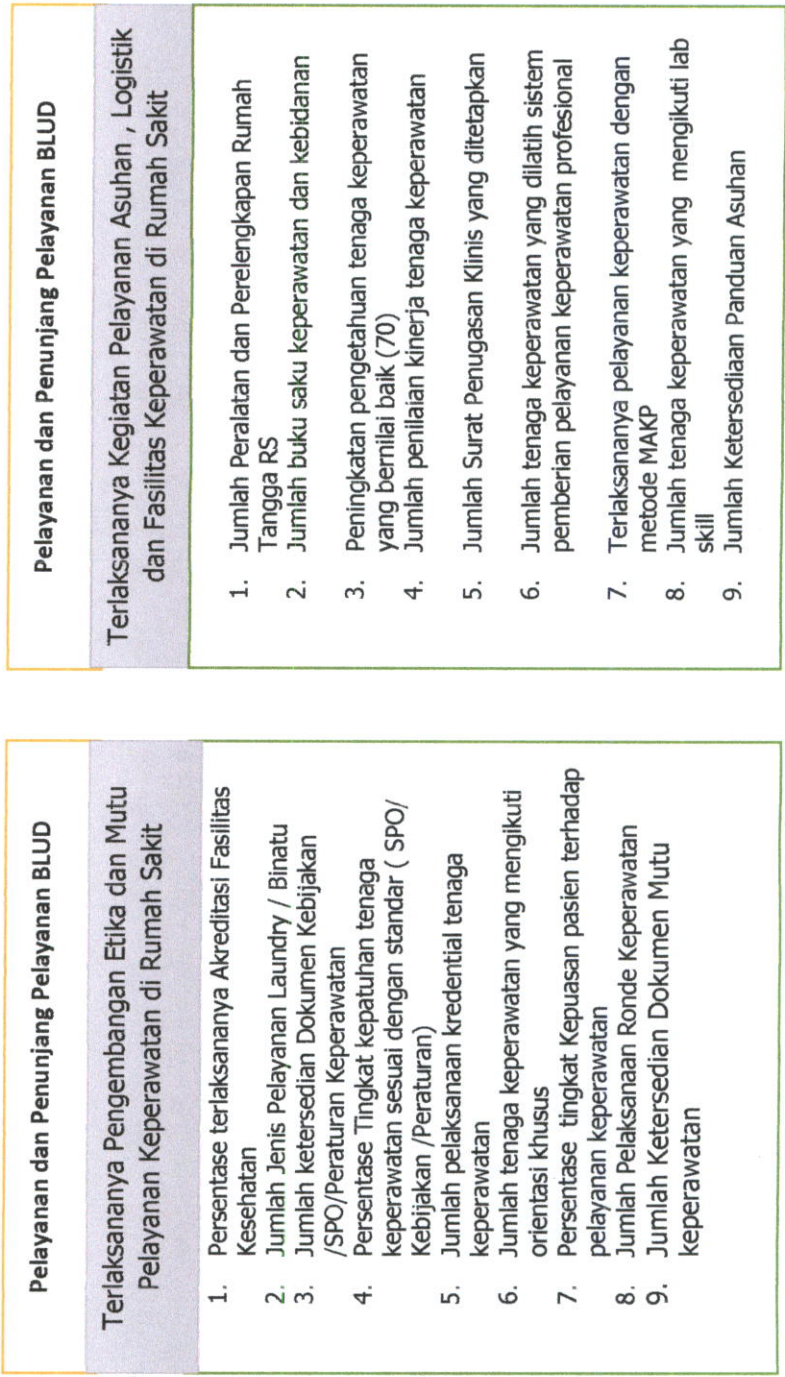 Pelayanan dan Penunjang Pelayanan BLUD
Terlaksananya Pengembangan Etika dan Mutu
Pelayanan Keperawatan di Rumah Sakit
1. Persentase terlaksananya Akreditasi Fasilitas
Kesehatan
2. Jumlah Jenis Pelayanan Laundry / Binatu
3. Jumlah ketersedian Dokumen Kebijakan
/SPO/Peraturan Keperawatan
4. Persentase Tingkat kepatuhan tenaga
keperawatan sesuai dengan standar ( SPO/
Kebijakan /Peraturan)
5. Jumlah pelaksanaan kredential tenaga
keperawatan
6. Jumlah tenaga keperawatan yang mengikuti
orientasi khusus
7. Persentase tingkat Kepuasan pasien terhadap
pelayanan keperawatan
8. Jumlah Pelaksanaan Ronde Keperawatan
9. Jumlah Ketersedian Dokumen Mutu
keperawatan
Pelayanan dan Penunjang Pelayanan BLUD
Terlaksananya Kegiatan Pelayanan Asuhan , Logistik
dan Fasilitas Keperawatan di Rumah Sakit
1. Jumlah Peralatan dan Perelengkapan Rumah
Tangga RS
2. Jumlah buku saku keperawatan dan kebidanan
3. Peningkatan pengetahuan tenaga keperawatan
yang bernilai baik (70)
4. Jumlah penilaian kinerja tenaga keperawatan
5. Jumlah Surat Penugasan Klinis yang ditetapkan
6. Jumlah tenaga keperawatan yang dilatih sistem
pemberian pelayanan keperawatan profesional
7. Terlaksananya pelayanan keperawatan dengan
metode MAKP
8. Jumlah tenaga keperawatan yang mengikuti lab
skill
9. Jumlah Ketersediaan Panduan Asuhan